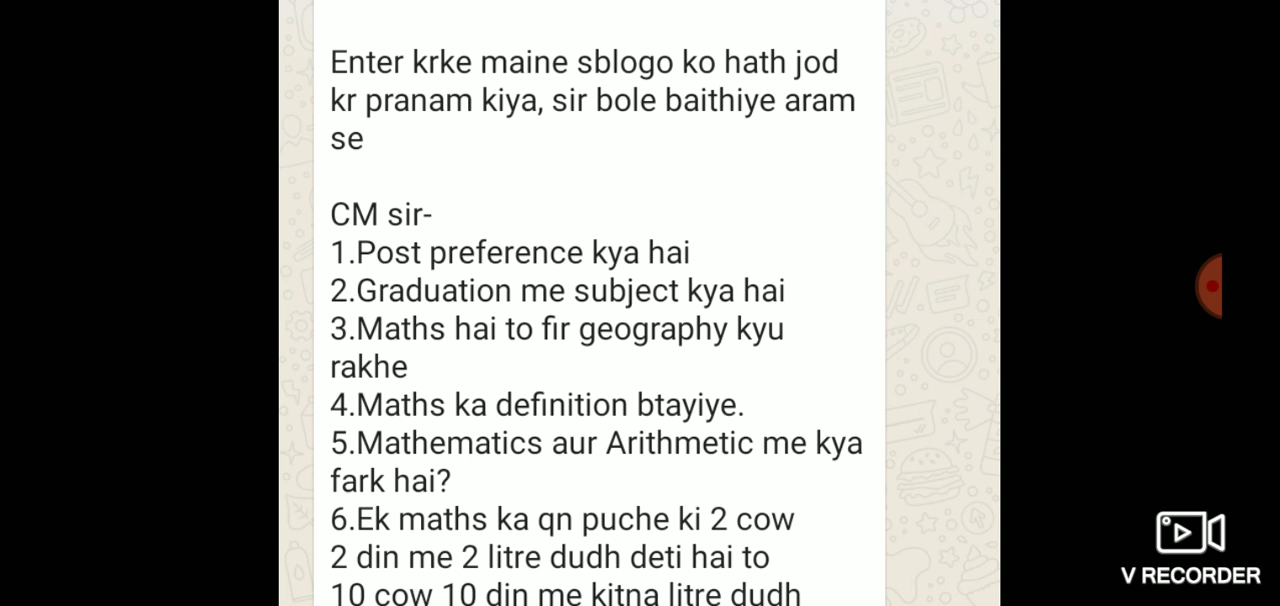 Enter krke maine sblogo ko hath jod
kr pranam kiya, sir bole baithiye aram
se
CM sir-
1.Post preference kya hai
2.Graduation me subject kya hai
3.Maths hai to fir geography kyu
rakhe
4.Maths ka definition btayiye.
5.Mathematics aur Arithmetic me kya
fark hai?
6.Ek maths ka qn puche ki 2 cow
2 din me 2 litre dudh deti hai to
10 cow 10 din me kitna litre dudh
V RECORDER